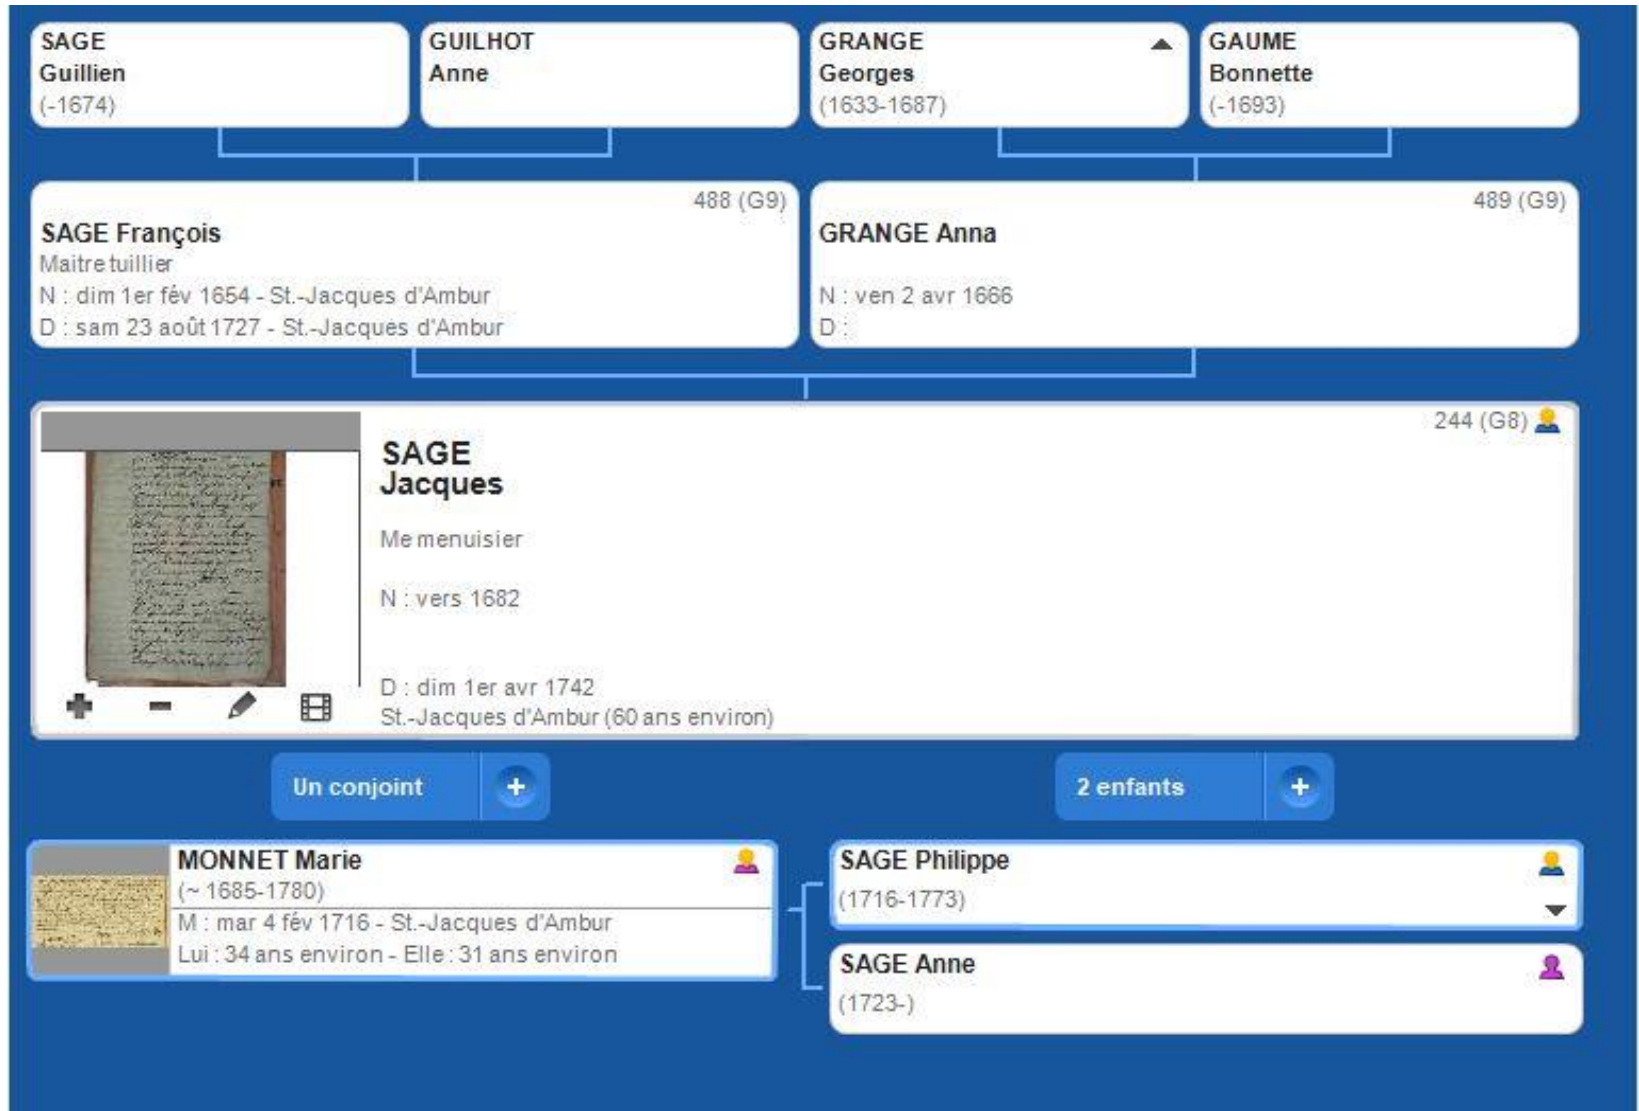 SAGE
Guillien
(-1674)
GUILHOT
Anne
GRANGE
Georges
(1633-1687)
GAUME
Bonnette
(-1693)
488 (G9)
SAGE François
Maitre tuillier
N : dim 1er fév 1654 - St.-Jacques d'Ambur
D : sam 23 août 1727 - St.-Jacques d'Ambur
489 (G9)
GRANGE Anna
N : ven 2 avr 1666
D :
244 (G8)
SAGE
Jacques
Me menuisier
N : vers 1682
D : dim 1er avr 1742
St.-Jacques d'Ambur (60 ans environ)
Un conjoint +
2 enfants +
MONNET Marie
(~ 1685-1780)
M : mar 4 fév 1716 - St.-Jacques d'Ambur
Lui : 34 ans environ - Elle : 31 ans environ
SAGE Philippe
(1716-1773)
SAGE Anne
(1723-)